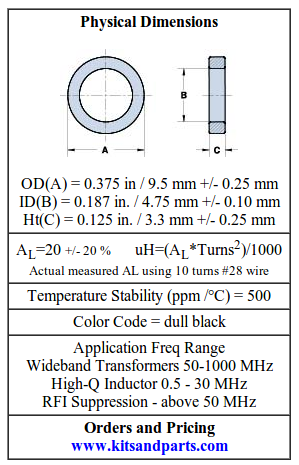 Physical Dimensions
A
B
C
OD(A) = 0.375 in / 9.5 mm +/- 0.25 mm
ID(B) = 0.187 in. / 4.75 mm +/- 0.10 mm
Ht(C) = 0.125 in. / 3.3 mm +/- 0.25 mm
AL=20 +/- 20 % uH=(AL*Turns2)/1000
Actual measured AL using 10 turns #28 wire
Temperature Stability (ppm /°C) = 500
Color Code = dull black
Application Freq Range
Wideband Transformers 50-1000 MHz
High-Q Inductor 0.5 - 30 MHz
RFI Suppression - above 50 MHz
Orders and Pricing
www.kitsandparts.com